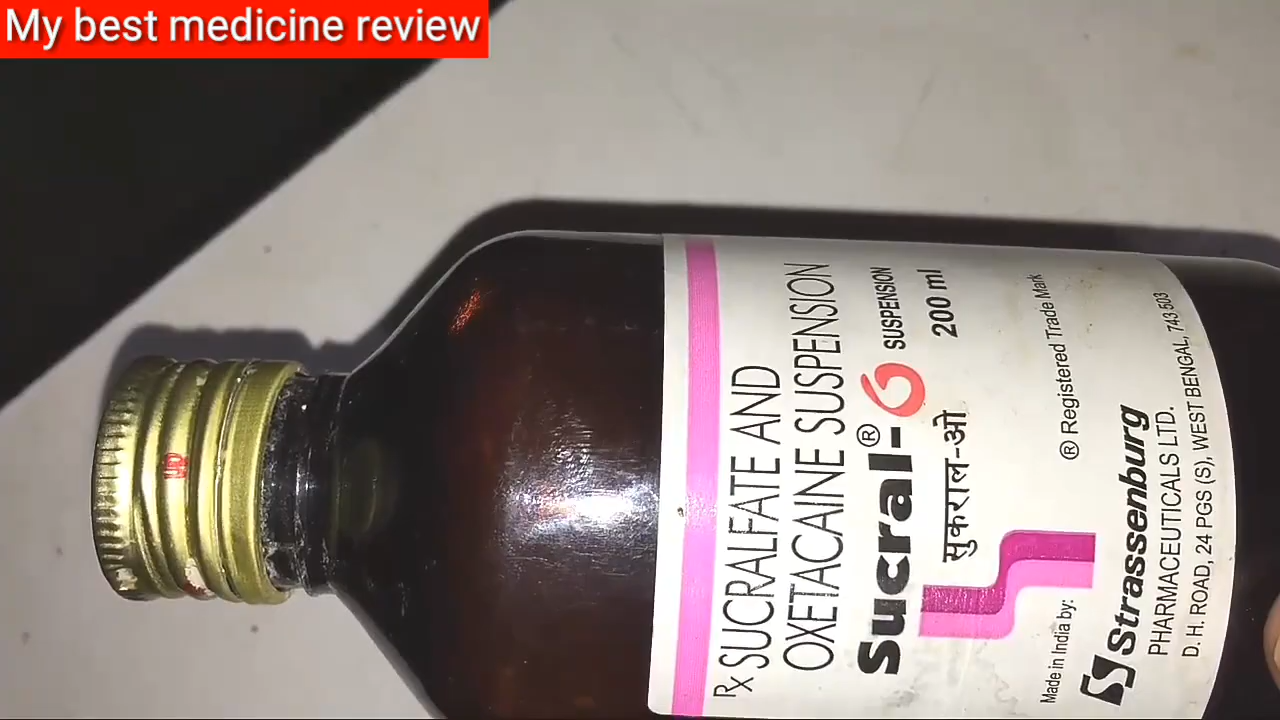 My best medicine review
Rx SUCRALFATE AND
OXETACAINE SUSPENSION
Sucral®-O SUSPENSION
सुकराल-ओ 200 ml
® Registered Trade Mark
Made in India by:
Strassenburg
PHARMACEUTICALS LTD.
D. H. ROAD, 24 PGS (S), WEST BENGAL, 743 503